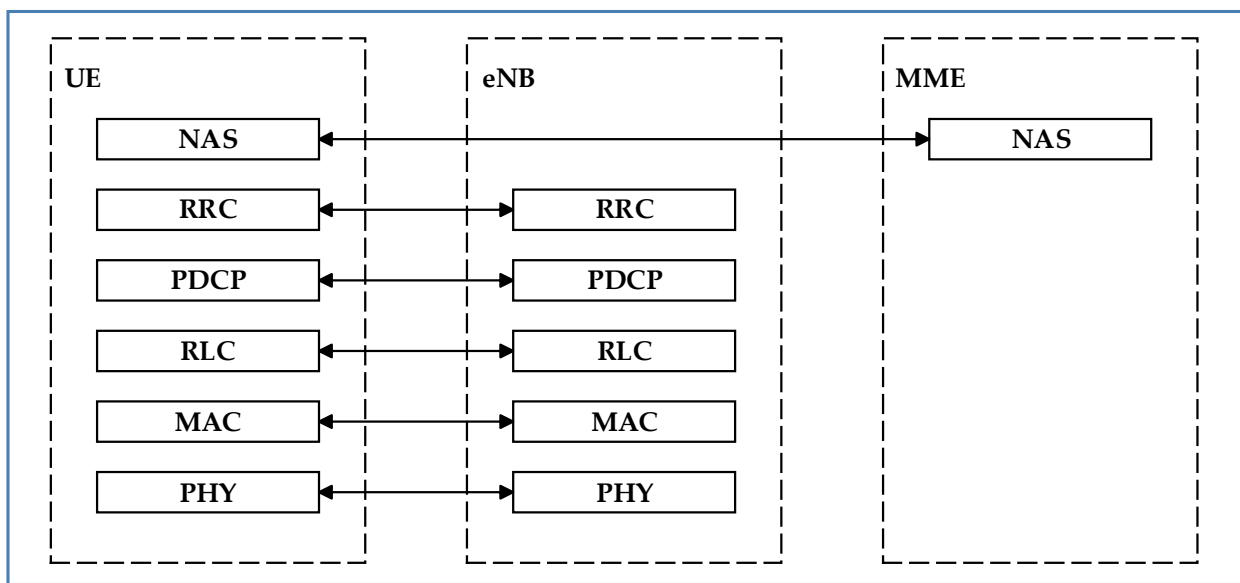 UE eNB MME
NAS NAS
RRC RRC
PDCP PDCP
RLC RLC
MAC MAC
PHY PHY